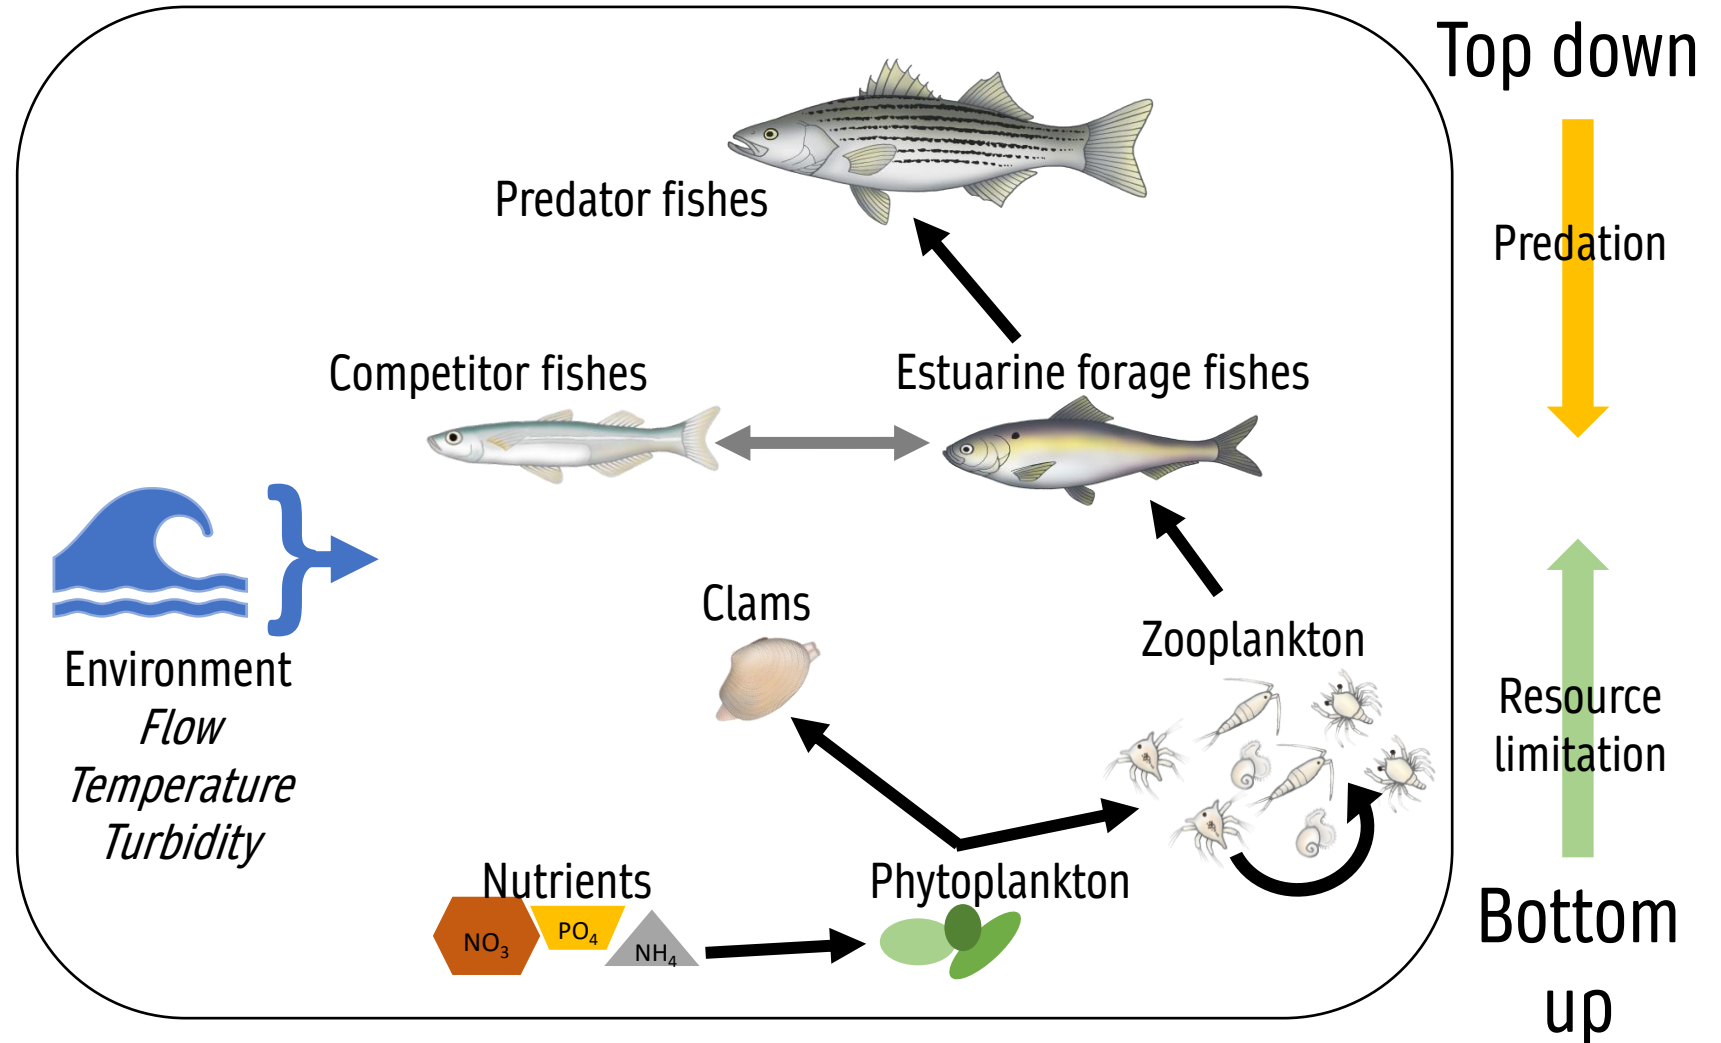 Top down
Predator fishes
Predation
Competitor fishes
Estuarine forage fishes
Clams
Zooplankton
Environment
Flow
Temperature
Turbidity
Resource
limitation
Nutrients
NO₃
PO₄
NH₄
Phytoplankton
Bottom
up